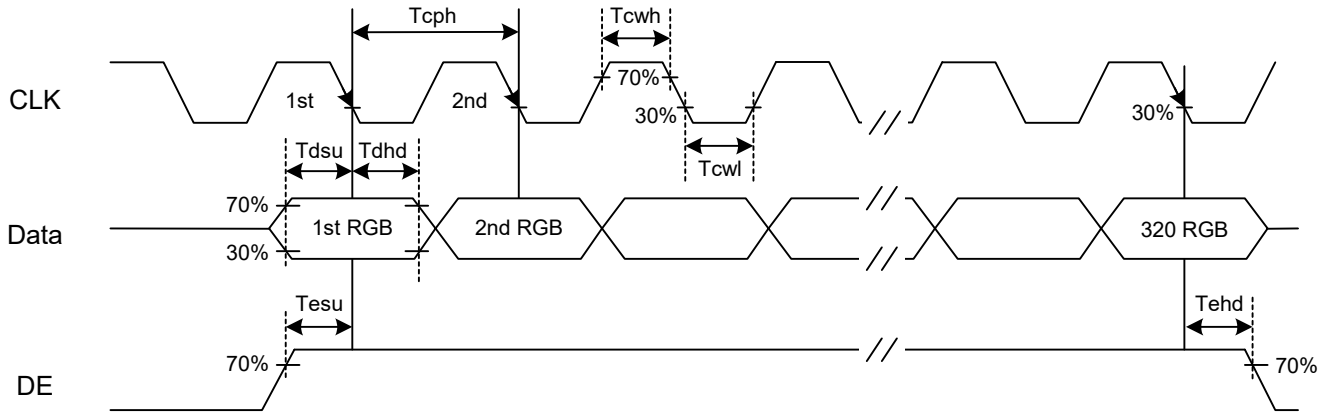 Tcph
Tcwh
CLK
1st
2nd
70%
30%
30%
Tdsu
Tdhd
Tcwl
Data
70%
30%
1st RGB
2nd RGB
320 RGB
Tesu
Tehd
70%
70%
DE